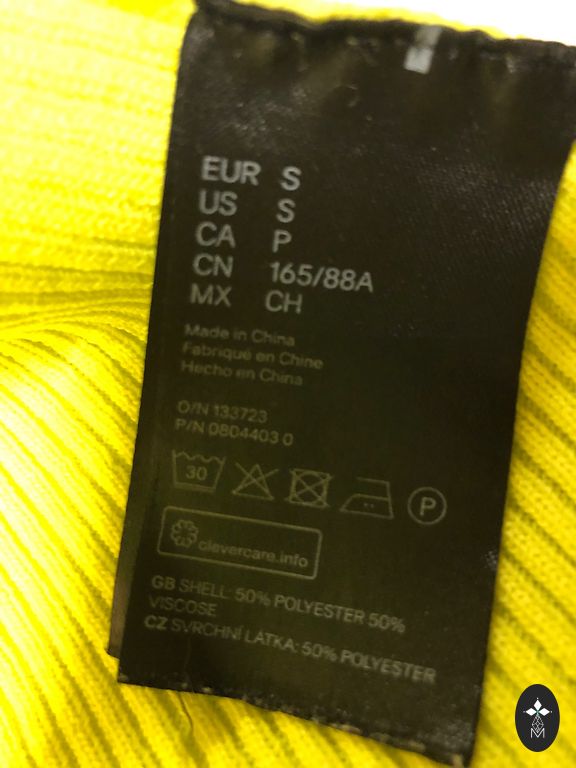 EUR S
US S
CA P
CN 165/88A
MX CH
Made in China
Fabriqué en Chine
Hecho en China
O/N 133723
P/N 0804403 0
30
P
clevercare.info
GB SHELL: 50% POLYESTER 50%
VISCOSE
CZ SVRCHNÍ LÁTKA: 50% POLYESTER
M